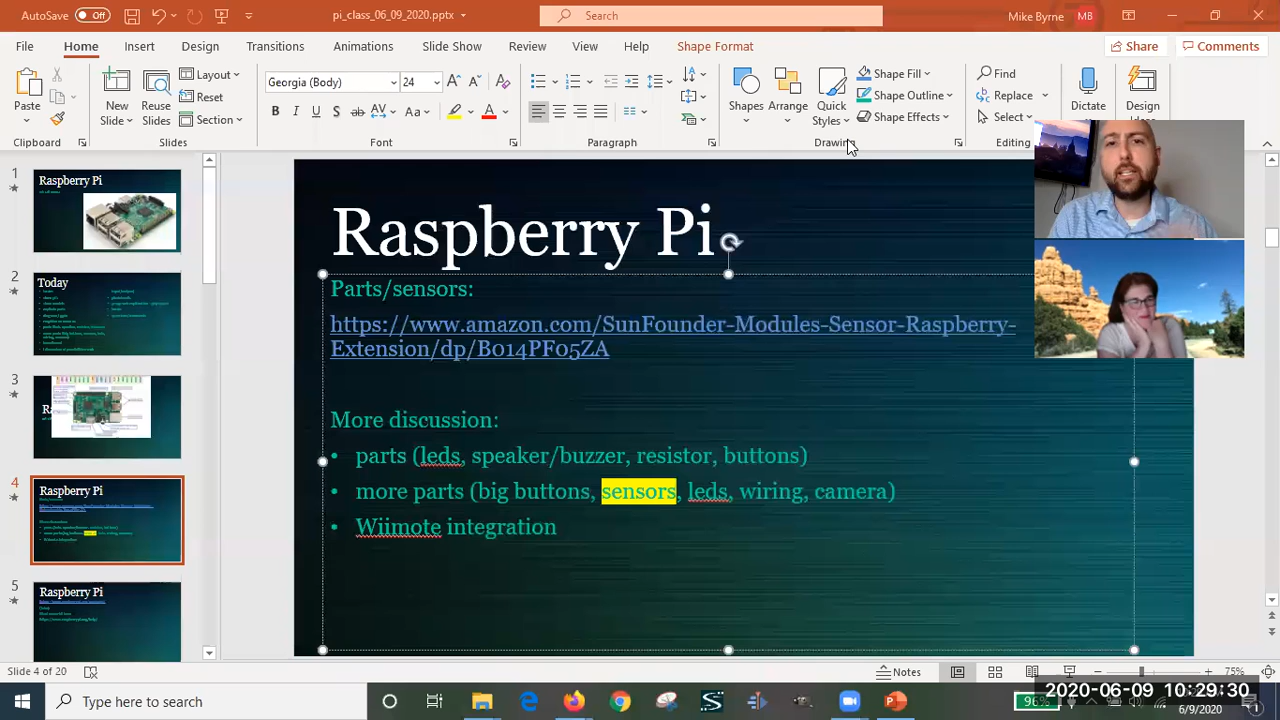 AutoSave Off pi_class_06_09_2020.pptx Search Mike Byrne MB
File Home Insert Design Transitions Animations Slide Show Review View Help Shape Format Share Comments
Paste New Slide Reuse Slides Layout Reset Section
Georgia (Body) 24
Shapes Arrange Quick Styles Shape Fill Shape Outline Shape Effects
Find Replace Select
Dictate Design
Clipboard Slides Font Paragraph Drawing Editing
1 Raspberry Pi
2 Today
3
4 Raspberry Pi
5 Raspberry Pi
Raspberry Pi
Parts/sensors:
https://www.amazon.com/SunFounder-Modules-Sensor-Raspberry-
Extension/dp/B014PF05ZA
More discussion:
• parts (leds, speaker/buzzer, resistor, buttons)
• more parts (big buttons, sensors, leds, wiring, camera)
• Wiimote integration
Slide 4 of 20 Notes 75%
Type here to search 96%
2020-06-09 10:29:30
6/9/2020